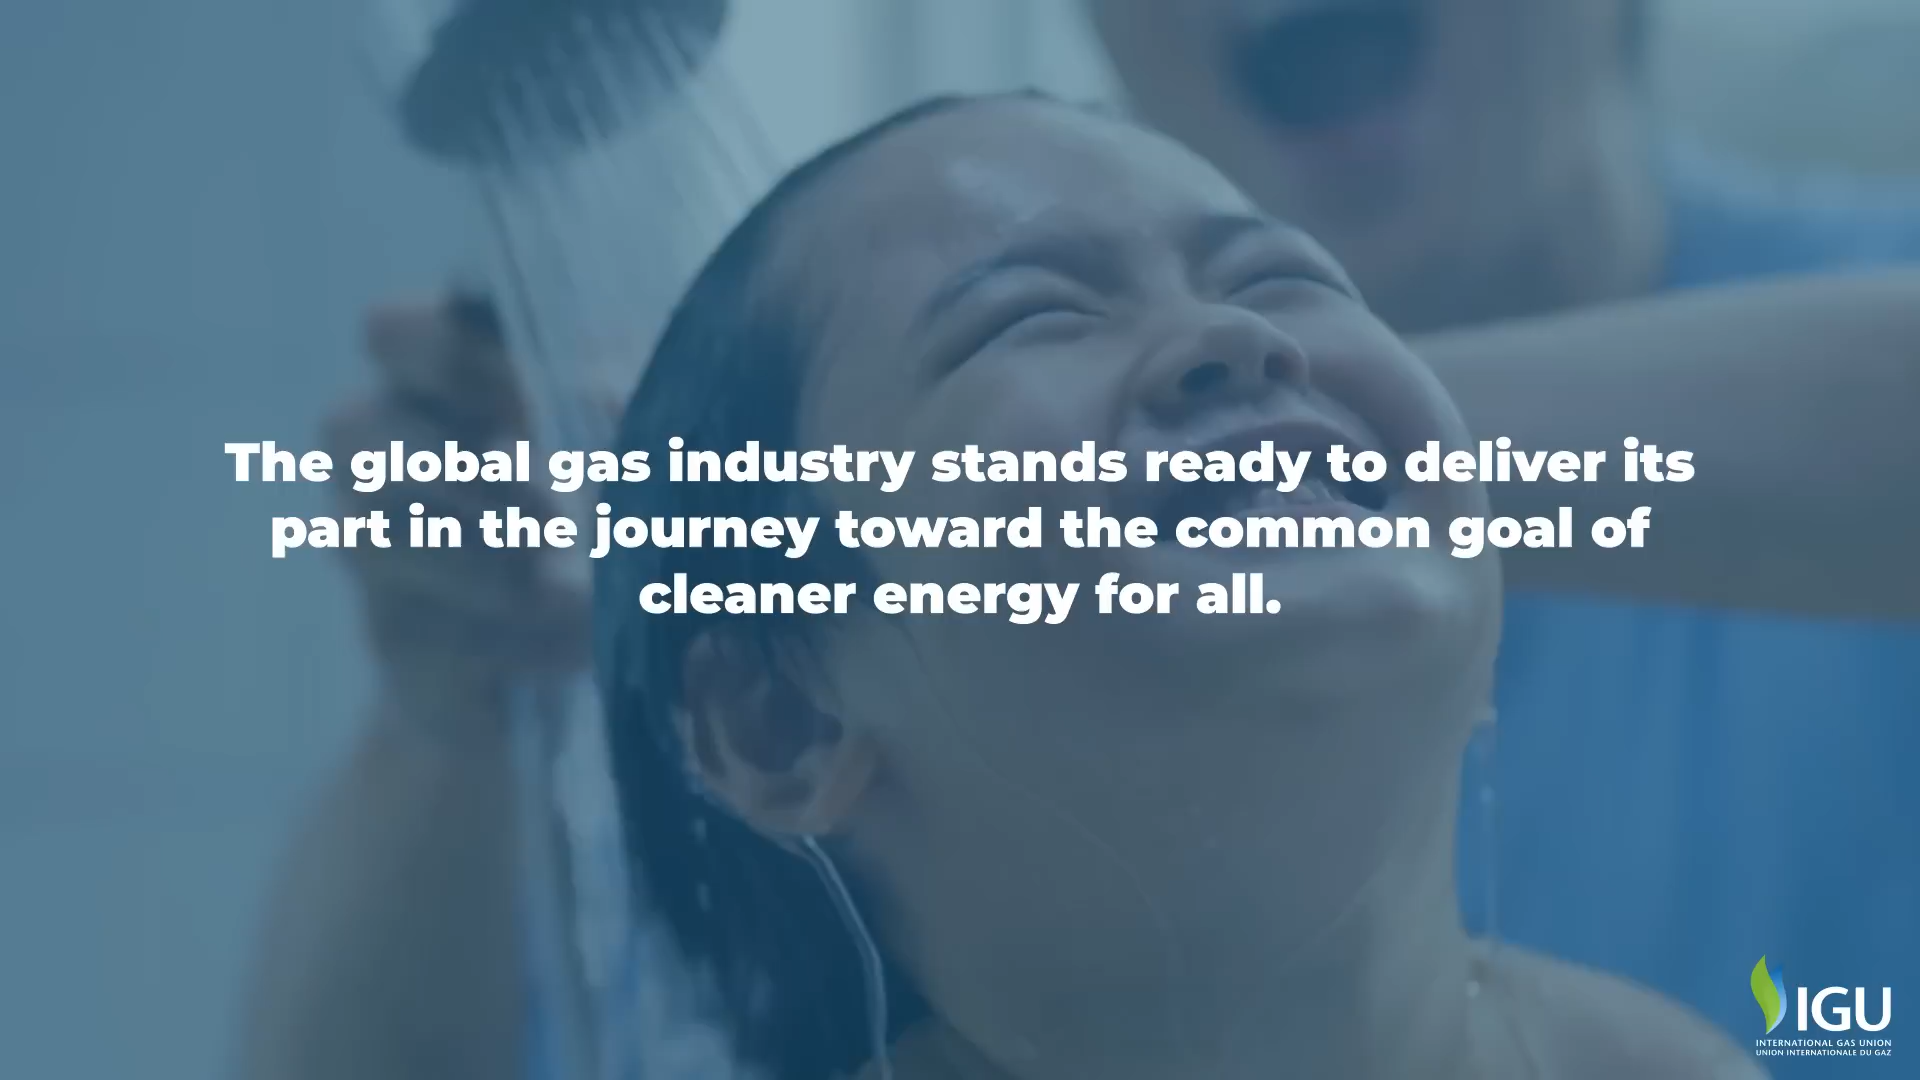 The global gas industry stands ready to deliver its
part in the journey toward the common goal of
cleaner energy for all.
IGU
INTERNATIONAL GAS UNION
UNION INTERNATIONALE DU GAZ